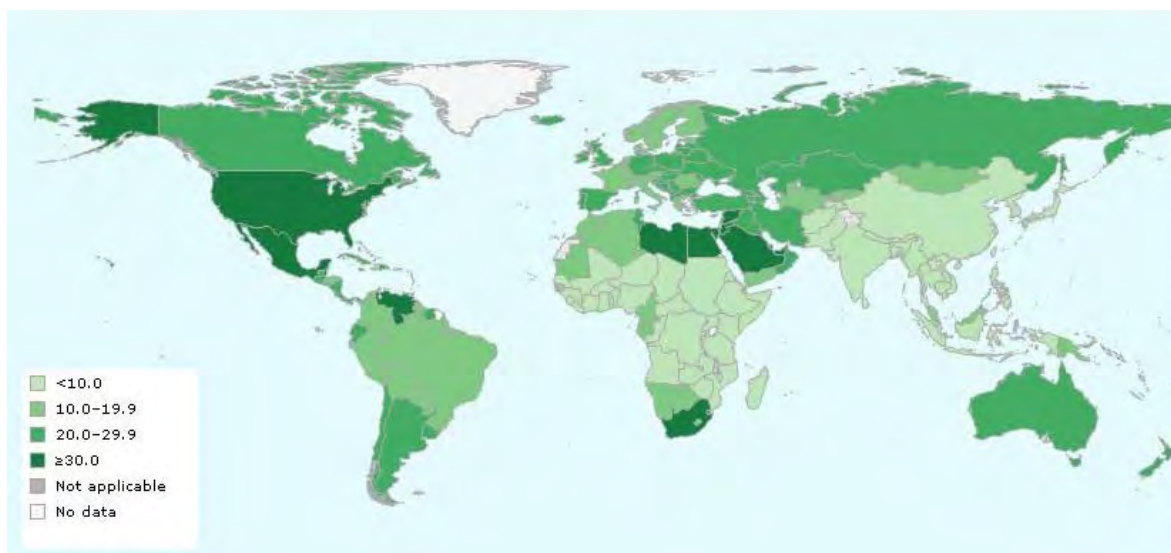 <10.0
10.0–19.9
20.0–29.9
≥30.0
Not applicable
No data